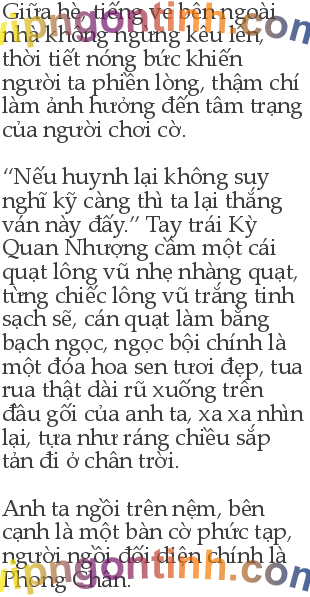 Giữa hè, tiếng ve bên ngoài
nhà không ngừng kêu lên,
thời tiết nóng bức khiến
người ta phiền lòng, thậm chí
làm ảnh hưởng đến tâm trạng
của người chơi cờ.
“Nếu huynh lại không suy
nghĩ kỹ càng thì ta lại thắng
ván này đấy.” Tay trái Kỳ
Quan Nhượng cầm một cái
quạt lông vũ nhẹ nhàng quạt,
từng chiếc lông vũ trắng tinh
sạch sẽ, cán quạt làm bằng
bạch ngọc, ngọc bội chính là
một đóa hoa sen tươi đẹp, tua
rua thật dài rũ xuống trên
đầu gối của anh ta, xa xa nhìn
lại, tựa như ráng chiều sắp
tản đi ở chân trời.
Anh ta ngồi trên nệm, bên
cạnh là một bàn cờ phức tạp,
người ngồi đối diện chính là
Phong Chẩn.
vipngontinh.com
vipngontinh.com